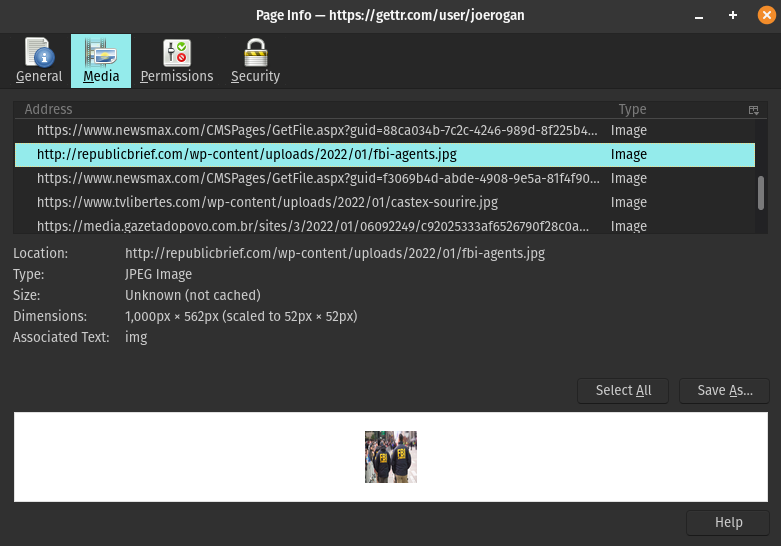 Page Info — https://gettr.com/user/joerogan
General Media Permissions Security
Address Type
https://www.newsmax.com/CMSPages/GetFile.aspx?guid=88ca034b-7c2c-4246-989d-8f225b4... Image
http://republicbrief.com/wp-content/uploads/2022/01/fbi-agents.jpg Image
https://www.newsmax.com/CMSPages/GetFile.aspx?guid=f3069b4d-abde-4908-9e5a-81f4f90... Image
https://www.tvlibertes.com/wp-content/uploads/2022/01/castex-sourire.jpg Image
https://media.gazetadopovo.com.br/sites/3/2022/01/06092249/c92025333af6526790f28c0a... Image
Location: http://republicbrief.com/wp-content/uploads/2022/01/fbi-agents.jpg
Type: JPEG Image
Size: Unknown (not cached)
Dimensions: 1,000px × 562px (scaled to 52px × 52px)
Associated Text: img
Select All Save As...
FBI FBI
Help